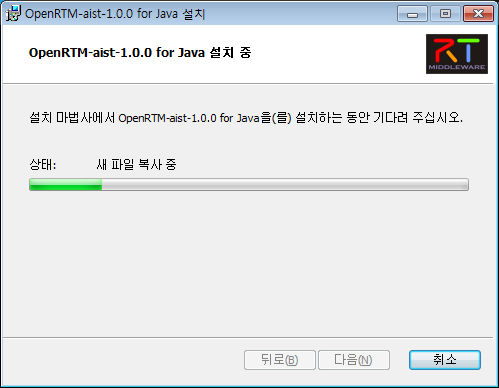 OpenRTM-aist-1.0.0 for Java 설치
OpenRTM-aist-1.0.0 for Java 설치 중
RT
MIDDLEWARE
설치 마법사에서 OpenRTM-aist-1.0.0 for Java을(를) 설치하는 동안 기다려 주십시오.
상태: 새 파일 복사 중
뒤로(B) 다음(N) 취소